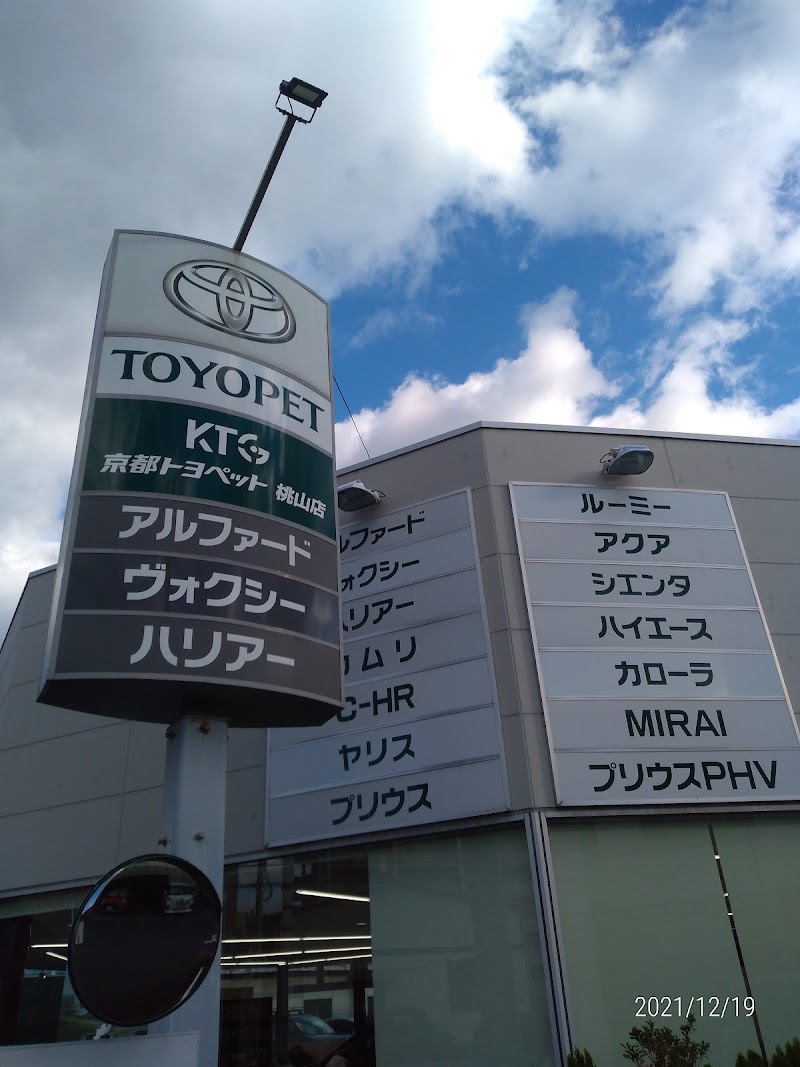 TOYOPET
KTG
京都トヨペット 桃山店
アルファード
ヴォクシー
ハリアー
ルファード
ォクシー
ハリアー
カムリ
C-HR
ヤリス
プリウス
ルーミー
アクア
シエンタ
ハイエース
カローラ
MIRAI
プリウスPHV
2021/12/19